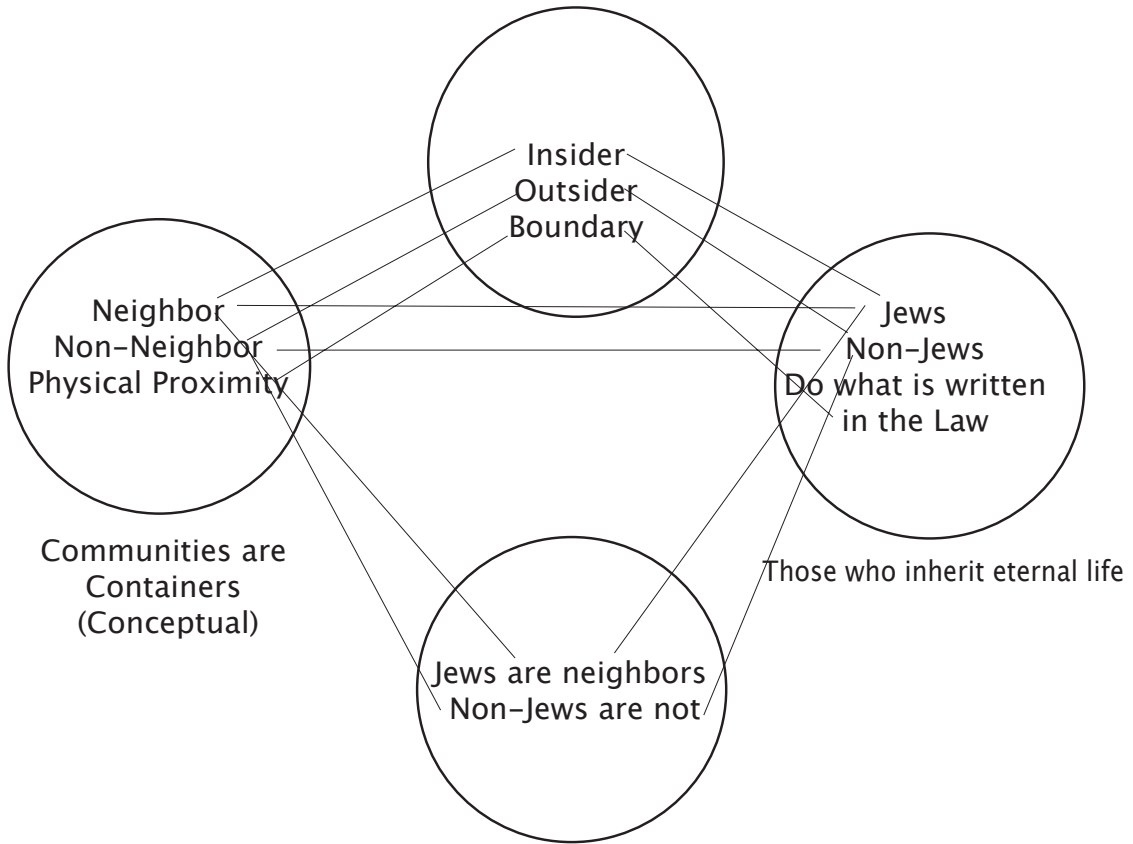 Insider
Outsider
Boundary
Neighbor
Non-Neighbor
Physical Proximity
Jews
Non-Jews
Do what is written
in the Law
Communities are
Containers
(Conceptual)
Those who inherit eternal life
Jews are neighbors
Non-Jews are not